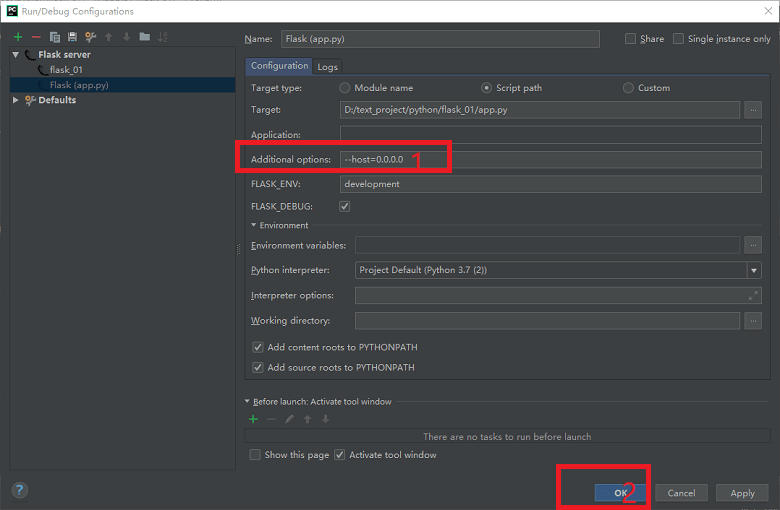 PC Run/Debug Configurations
Flask server
flask_01
Flask (app.py)
Defaults
Name: Flask (app.py) Share Single instance only
Configuration Logs
Target type: Module name Script path Custom
Target: D:/text_project/python/flask_01/app.py ...
Application:
Additional options: --host=0.0.0.0 1
FLASK_ENV: development
FLASK_DEBUG:
Environment
Environment variables: ...
Python interpreter: Project Default (Python 3.7 (2))
Interpreter options:
Working directory: ...
Add content roots to PYTHONPATH
Add source roots to PYTHONPATH
Before launch: Activate tool window
There are no tasks to run before launch
Show this page Activate tool window
? OK 2 Cancel Apply